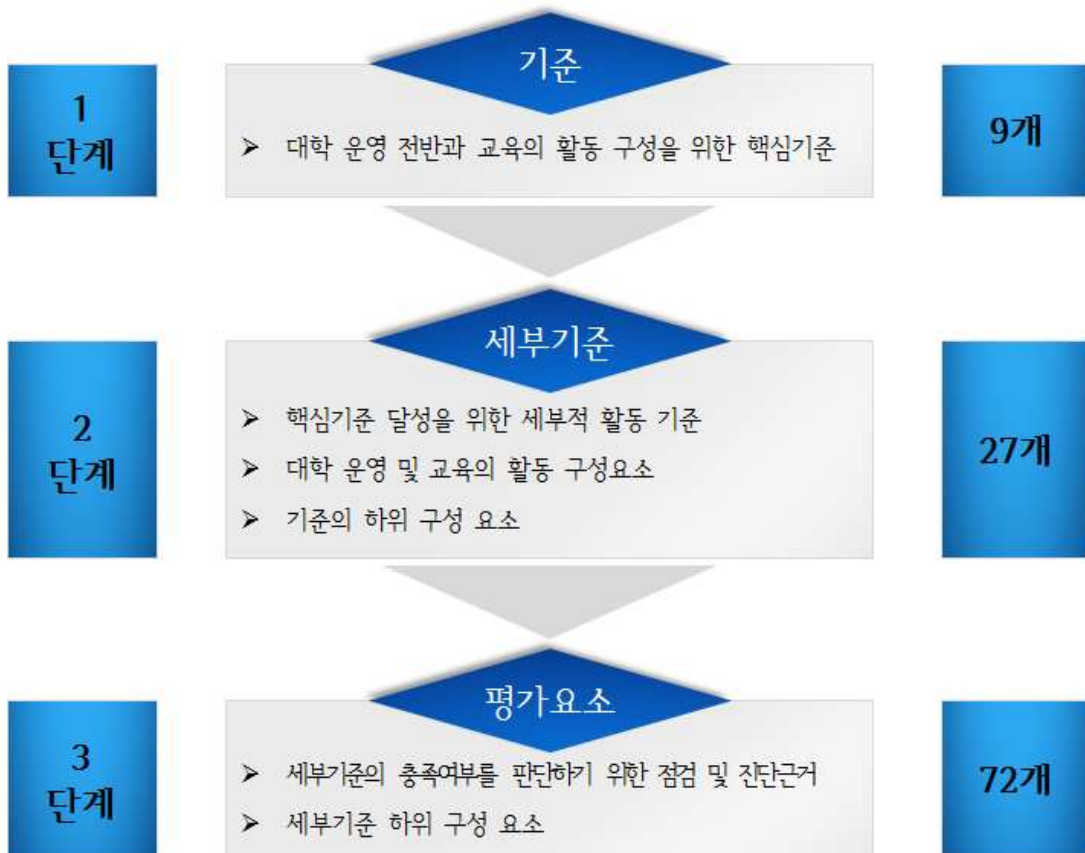 기준
1
단계
➢ 대학 운영 전반과 교육의 활동 구성을 위한 핵심기준
9개
세부기준
2
단계
➢ 핵심기준 달성을 위한 세부적 활동 기준
➢ 대학 운영 및 교육의 활동 구성요소
➢ 기준의 하위 구성 요소
27개
평가요소
3
단계
➢ 세부기준의 충족여부를 판단하기 위한 점검 및 진단근거
➢ 세부기준 하위 구성 요소
72개